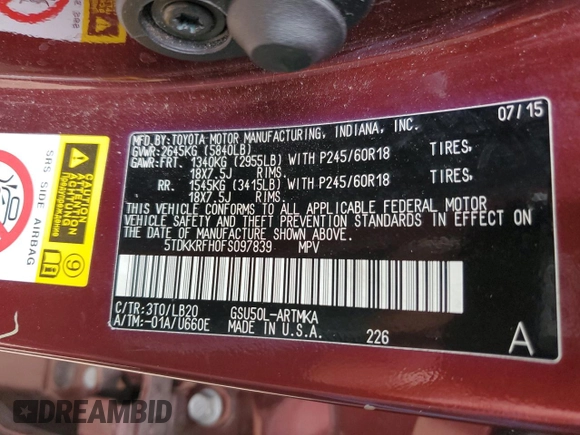 07/15
MFD. BY: TOYOTA MOTOR MANUFACTURING, INDIANA, INC.
GVWR: 2645KG (5840LB)
GAWR: FRT. 1340KG (2955LB) WITH P245/60R18 TIRES,
18X7.5J RIMS.
RR. 1545KG (3415LB) WITH P245/60R18 TIRES,
18X7.5J RIMS.
THIS VEHICLE CONFORMS TO ALL APPLICABLE FEDERAL MOTOR
VEHICLE SAFETY AND THEFT PREVENTION STANDARDS IN EFFECT ON
THE DATE OF MANUFACTURE SHOWN ABOVE.
5TDKKRFH0FS097839 MPV
C/TR:3T0/LB20 GSU50L-ARTMKA
A/TM:-01A/U660E MADE IN U.S.A.
226 A
SIDE AIRBAG
9
DREAMBID